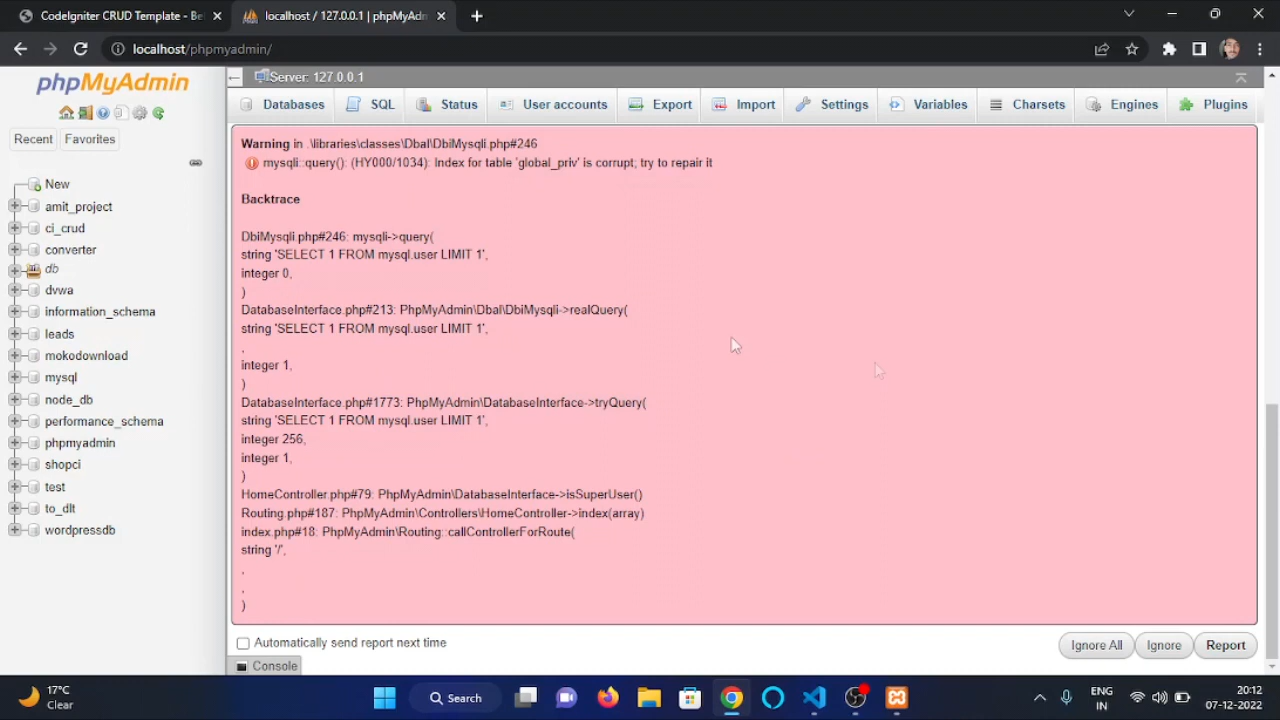 CodeIgniter CRUD Template - Be
localhost / 127.0.0.1 | phpMyAdm
localhost/phpmyadmin/
phpMyAdmin
Recent
Favorites
New
amit_project
ci_crud
converter
db
dvwa
information_schema
leads
mokodownload
mysql
node_db
performance_schema
phpmyadmin
shopci
test
to_dlt
wordpressdb
Server: 127.0.0.1
Databases
SQL
Status
User accounts
Export
Import
Settings
Variables
Charsets
Engines
Plugins
Warning in .\libraries\classes\Dbal\DbiMysqli.php#246
mysqli::query(): (HY000/1034): Index for table 'global_priv' is corrupt; try to repair it
Backtrace
DbiMysqli.php#246: mysqli->query(
string 'SELECT 1 FROM mysql.user LIMIT 1',
integer 0,
)
DatabaseInterface.php#213: PhpMyAdmin\Dbal\DbiMysqli->realQuery(
string 'SELECT 1 FROM mysql.user LIMIT 1',
,
integer 1,
)
DatabaseInterface.php#1773: PhpMyAdmin\DatabaseInterface->tryQuery(
string 'SELECT 1 FROM mysql.user LIMIT 1',
integer 256,
integer 1,
)
HomeController.php#79: PhpMyAdmin\DatabaseInterface->isSuperUser()
Routing.php#187: PhpMyAdmin\Controllers\HomeController->index(array)
index.php#18: PhpMyAdmin\Routing::callControllerForRoute(
string '/',
,
,
)
Automatically send report next time
Ignore All
Ignore
Report
Console
17°C
Clear
Search
ENG
IN
20:12
07-12-2022